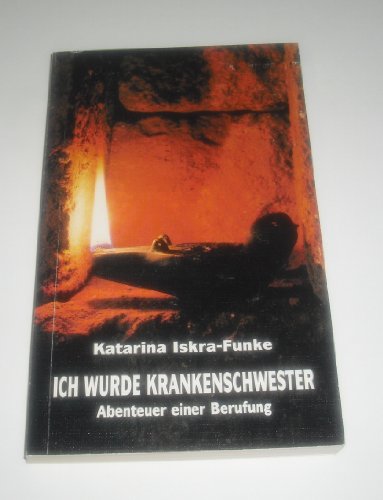 Katarina Iskra-Funke
ICH WURDE KRANKENSCHWESTER
Abenteuer einer Berufung